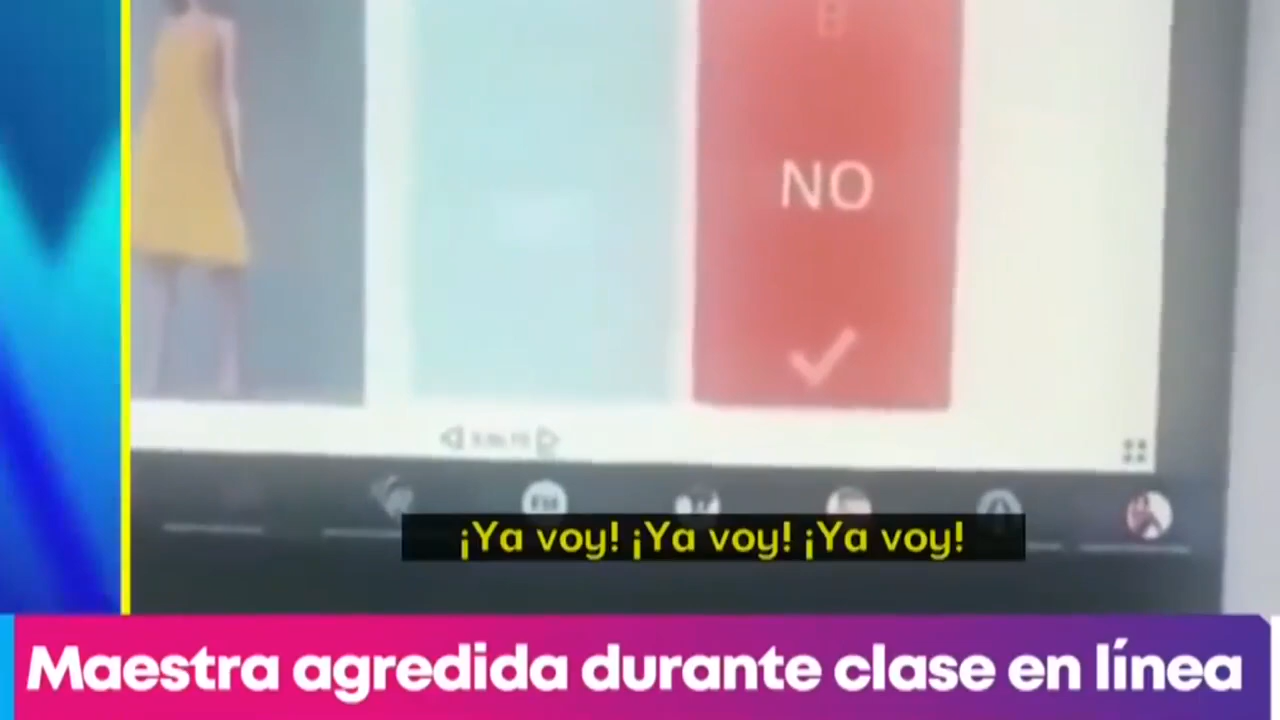 B
NO
¡Ya voy! ¡Ya voy! ¡Ya voy!
Maestra agredida durante clase en línea